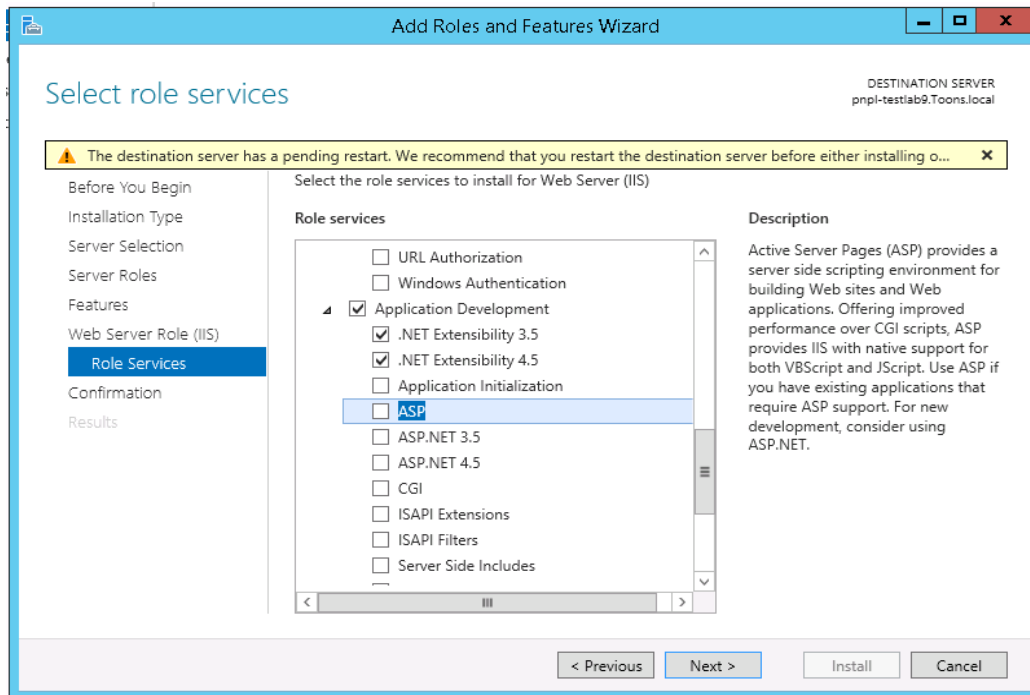 Add Roles and Features Wizard
Select role services
DESTINATION SERVER
pnpl-testlab9.Toons.local
The destination server has a pending restart. We recommend that you restart the destination server before either installing o...
Before You Begin
Installation Type
Server Selection
Server Roles
Features
Web Server Role (IIS)
Role Services
Confirmation
Results
Select the role services to install for Web Server (IIS)
Role services
URL Authorization
Windows Authentication
Application Development
.NET Extensibility 3.5
.NET Extensibility 4.5
Application Initialization
ASP
ASP.NET 3.5
ASP.NET 4.5
CGI
ISAPI Extensions
ISAPI Filters
Server Side Includes
Description
Active Server Pages (ASP) provides a
server side scripting environment for
building Web sites and Web
applications. Offering improved
performance over CGI scripts, ASP
provides IIS with native support for
both VBScript and JScript. Use ASP if
you have existing applications that
require ASP support. For new
development, consider using
ASP.NET.
< Previous
Next >
Install
Cancel